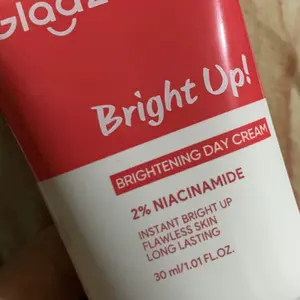 Bright Up!
BRIGHTENING DAY CREAM
2% NIACINAMIDE
INSTANT BRIGHT UP
FLAWLESS SKIN
LONG LASTING
30 ml/1.01 FL.OZ.